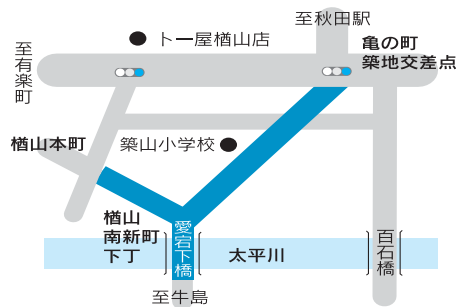 至秋田駅
トー屋楢山店
亀の町
築地交差点
至有楽町
楢山本町
築山小学校
楢山
南新町
下丁
愛宕下橋
太平川
百石橋
至牛島